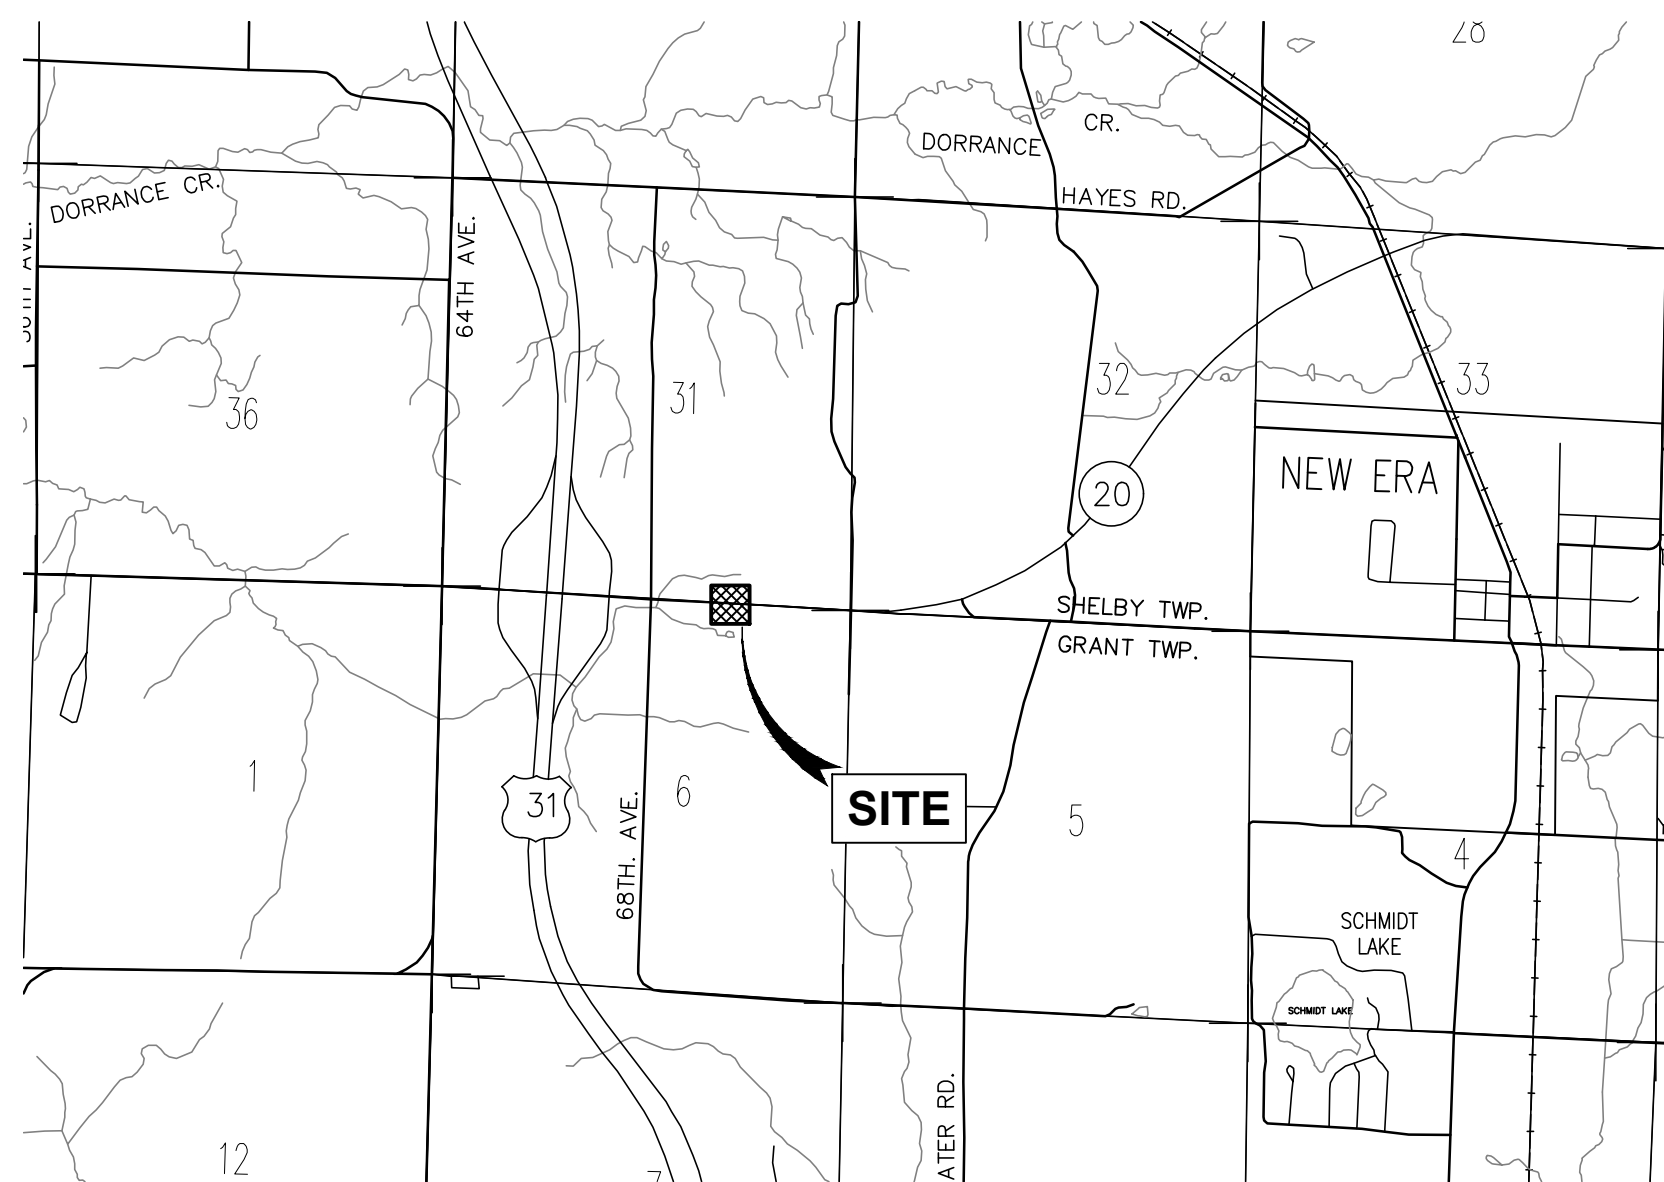 28
CR.
DORRANCE
DORRANCE CR.
HAYES RD.
64TH AVE.
AVE.
36
31
32
33
NEW ERA
20
SHELBY TWP.
GRANT TWP.
1
31
6
SITE
5
4
68TH. AVE.
SCHMIDT
LAKE
SCHMIDT LAKE
ATER RD.
12
7